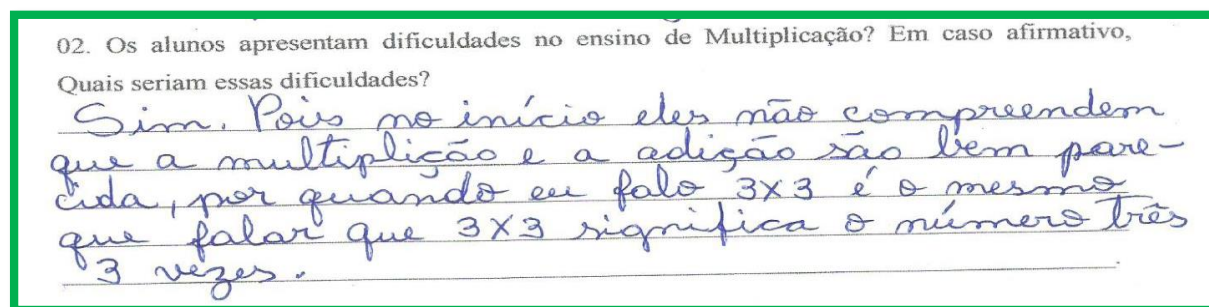 02. Os alunos apresentam dificuldades no ensino de Multiplicação? Em caso afirmativo,
Quais seriam essas dificuldades?
Sim. Pois no início eles não compreendem
que a multiplição e a adição são bem pare-
cida, por quando eu falo 3x3 é o mesmo
que falar que 3x3 significa o número três
3 vezes.